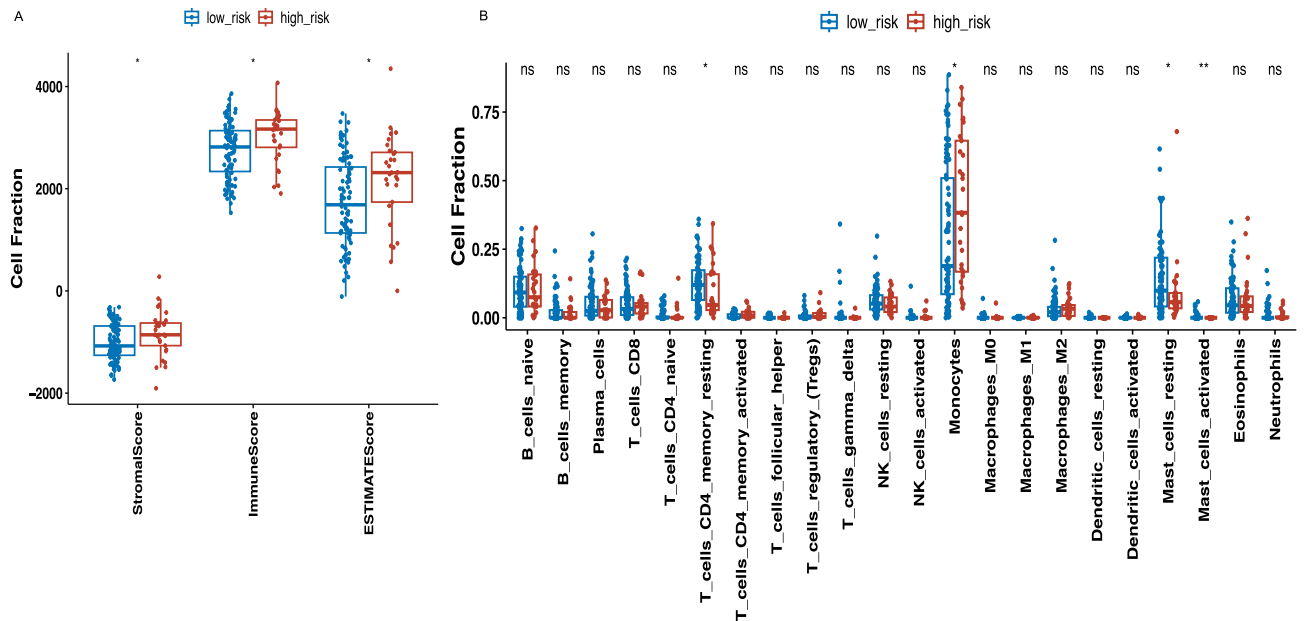 A
low_risk high_risk
* * *
Cell Fraction
4000
2000
0
−2000
StromalScore
ImmuneScore
ESTIMATEScore
B
low_risk high_risk
ns ns ns ns ns * ns ns ns ns ns ns * ns ns ns ns ns * ** ns ns
Cell Fraction
0.75
0.50
0.25
0.00
B_cells_naive
B_cells_memory
Plasma_cells
T_cells_CD8
T_cells_CD4_naive
T_cells_CD4_memory_resting
T_cells_CD4_memory_activated
T_cells_follicular_helper
T_cells_regulatory_(Tregs)
T_cells_gamma_delta
NK_cells_resting
NK_cells_activated
Monocytes
Macrophages_M0
Macrophages_M1
Macrophages_M2
Dendritic_cells_resting
Dendritic_cells_activated
Mast_cells_resting
Mast_cells_activated
Eosinophils
Neutrophils